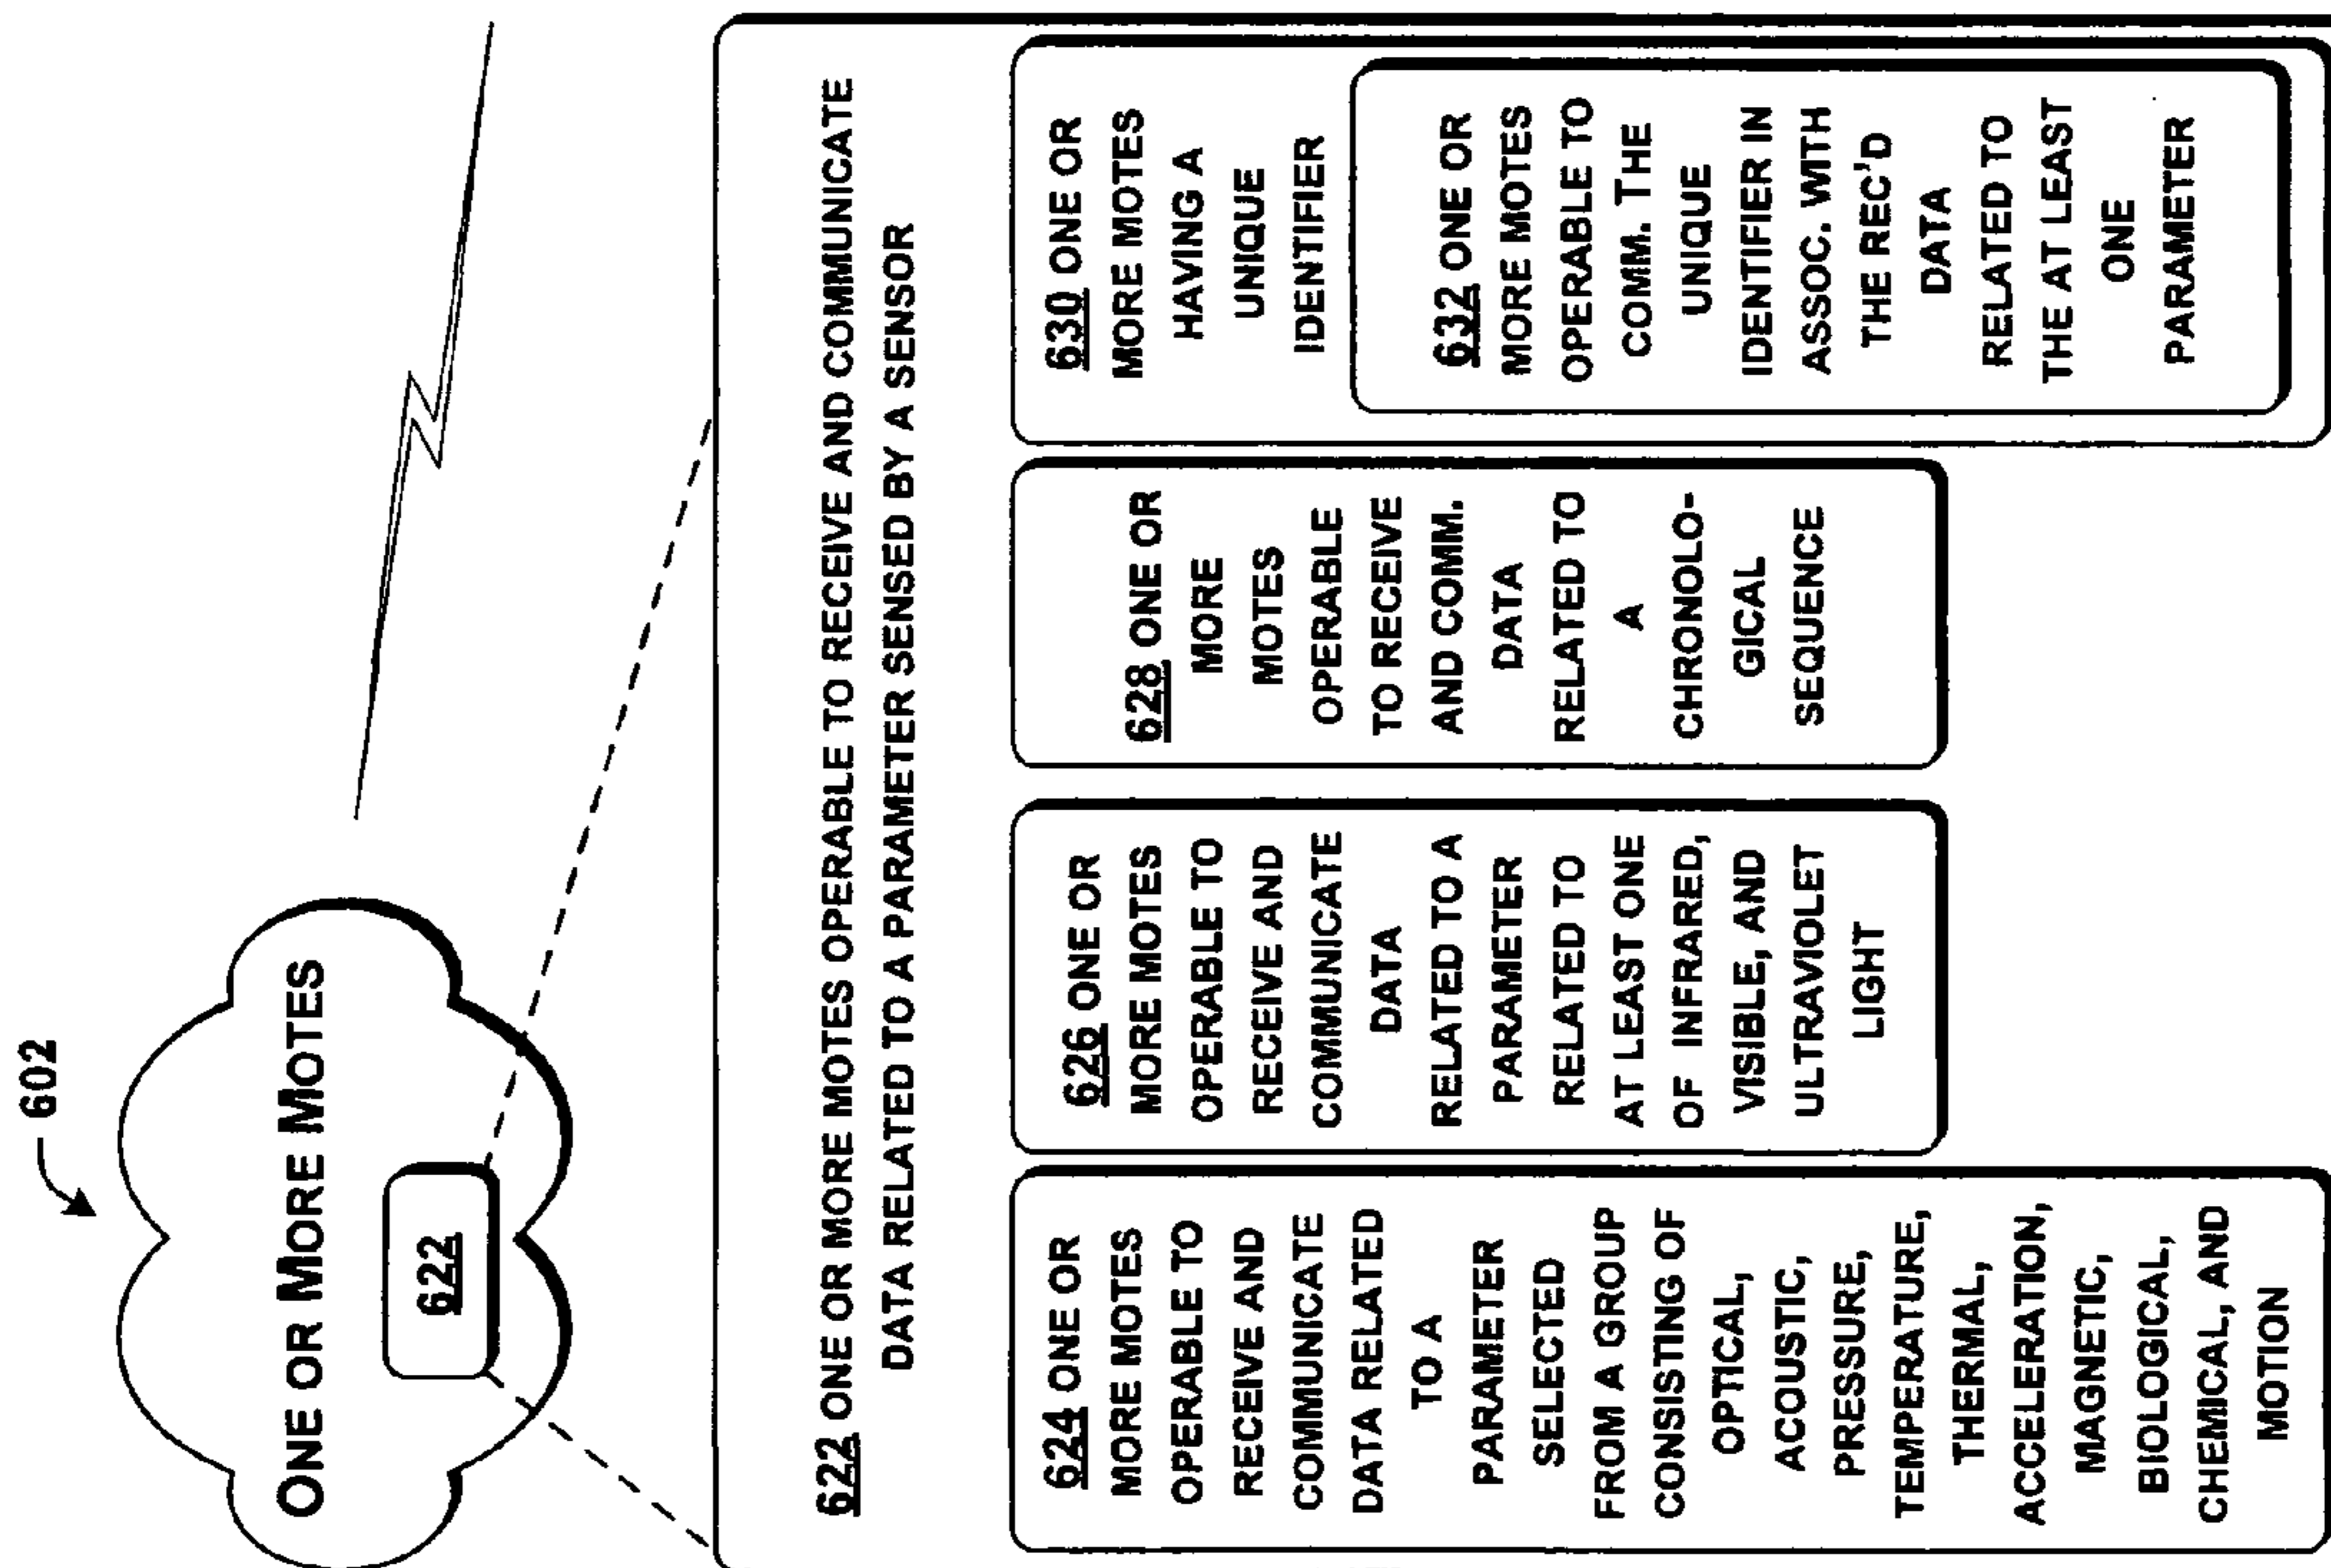 602
ONE OR MORE MOTES
622
622 ONE OR MORE MOTES OPERABLE TO RECEIVE AND COMMUNICATE
DATA RELATED TO A PARAMETER SENSED BY A SENSOR
624 ONE OR
MORE MOTES
OPERABLE TO
RECEIVE AND
COMMUNICATE
DATA RELATED
TO A
PARAMETER
SELECTED
FROM A GROUP
CONSISTING OF
OPTICAL,
ACOUSTIC,
PRESSURE,
TEMPERATURE,
THERMAL,
ACCELERATION,
MAGNETIC,
BIOLOGICAL,
CHEMICAL, AND
MOTION
626 ONE OR
MORE MOTES
OPERABLE TO
RECEIVE AND
COMMUNICATE
DATA
RELATED TO A
PARAMETER
RELATED TO
AT LEAST ONE
OF INFRARED,
VISIBLE, AND
ULTRAVIOLET
LIGHT
628 ONE OR
MORE
MOTES
OPERABLE
TO RECEIVE
AND COMM.
DATA
RELATED TO
A
CHRONOLO-
GICAL
SEQUENCE
630 ONE OR
MORE MOTES
HAVING A
UNIQUE
IDENTIFIER
632 ONE OR
MORE MOTES
OPERABLE TO
COMM. THE
UNIQUE
IDENTIFIER IN
ASSOC. WITH
THE REC'D
DATA
RELATED TO
THE AT LEAST
ONE
PARAMETER